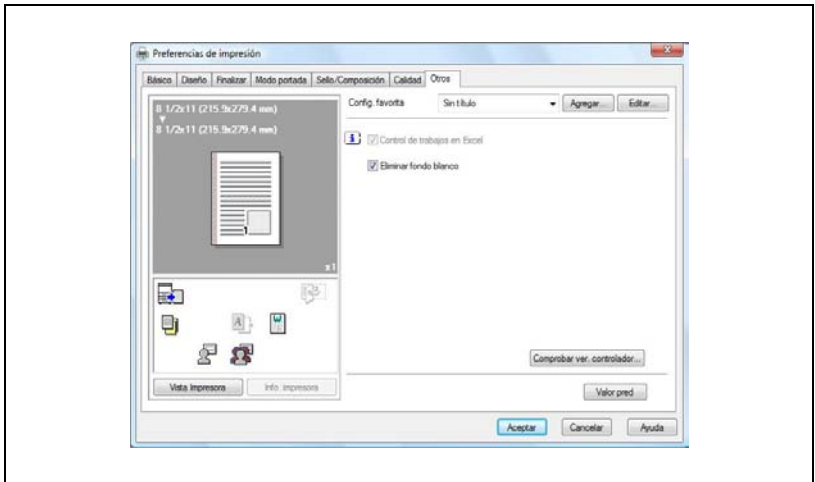 Preferencias de impresión
Básico Diseño Finalizar Modo portada Sello/Composición Calidad Otros
8 1/2x11 (215.9x279.4 mm)
8 1/2x11 (215.9x279.4 mm)
1
x1
Config. favorita Sin título Agregar... Editar...
Control de trabajos en Excel
Eliminar fondo blanco
Comprobar ver. controlador...
Vista Impresora Info. impresora
Valor pred
Aceptar Cancelar Ayuda